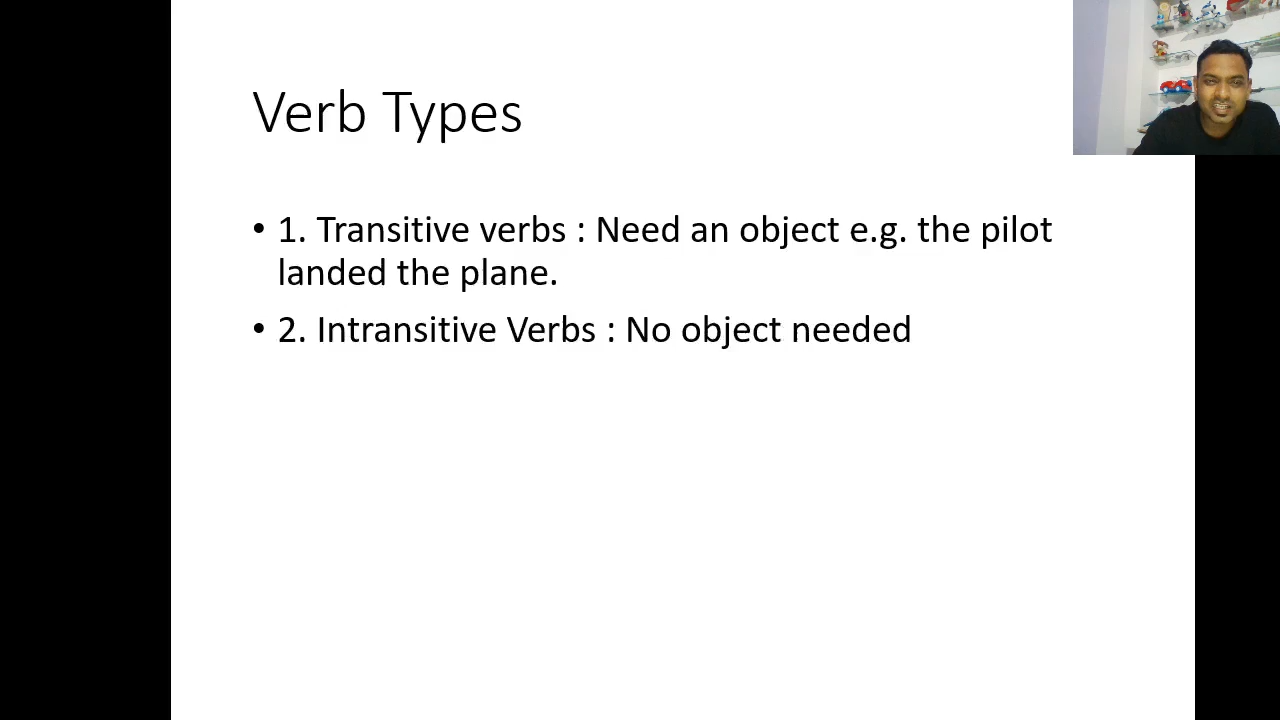 Verb Types
• 1. Transitive verbs : Need an object e.g. the pilot
landed the plane.
• 2. Intransitive Verbs : No object needed